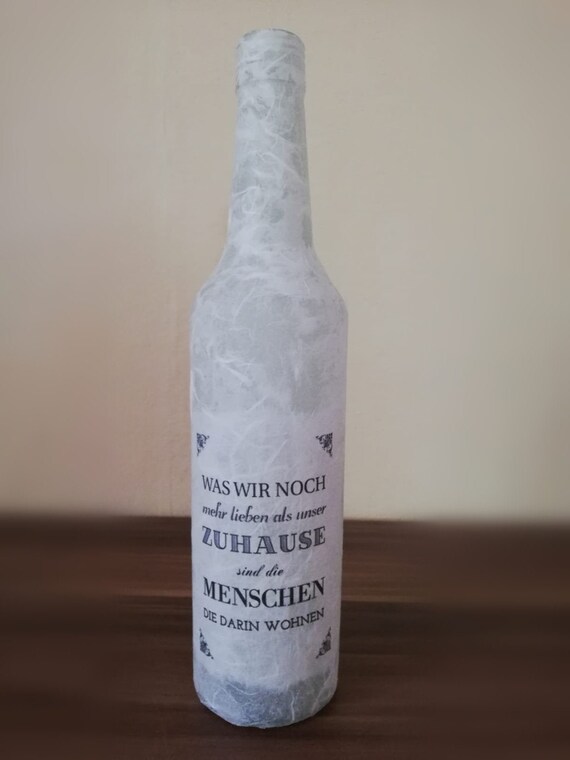 WAS WIR NOCH
mehr lieben als unser
ZUHAUSE
sind die
MENSCHEN
DIE DARIN WOHNEN